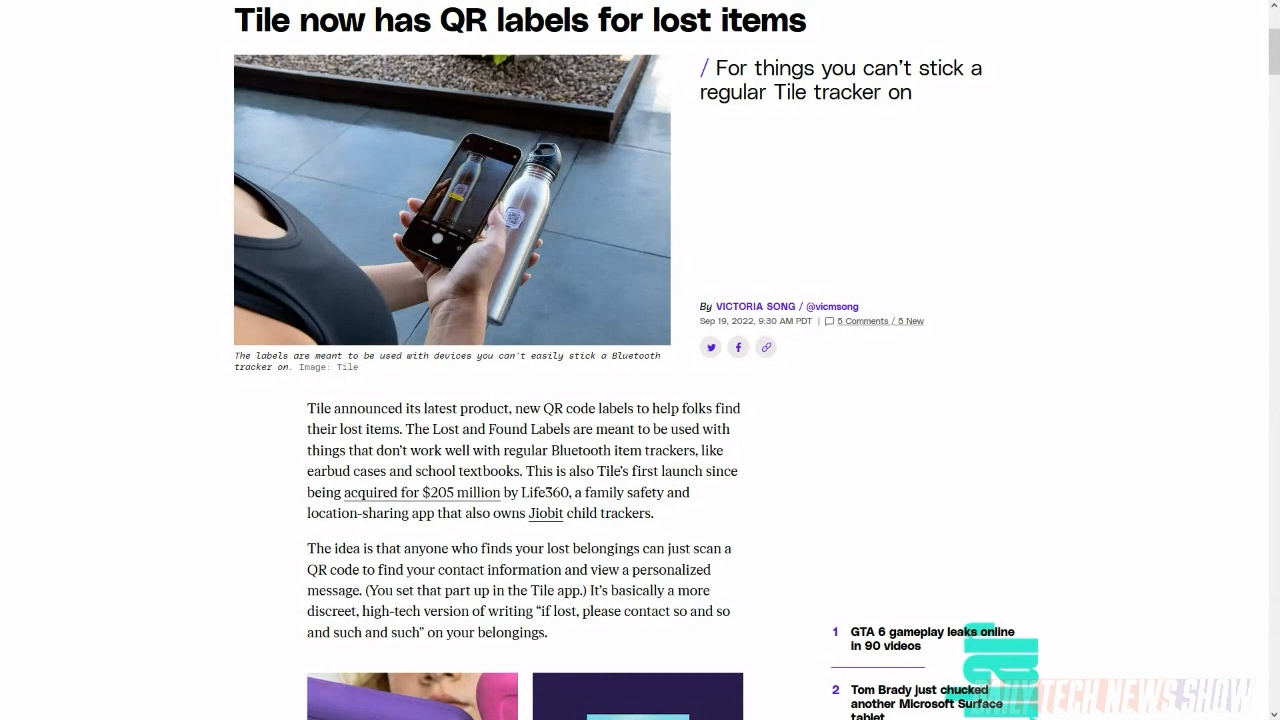 Tile now has QR labels for lost items
/ For things you can't stick a
regular Tile tracker on
By VICTORIA SONG / @vicmsong
Sep 19, 2022, 9:30 AM PDT | 5 Comments / 5 New
The labels are meant to be used with devices you can't easily stick a Bluetooth
tracker on. Image: Tile
Tile announced its latest product, new QR code labels to help folks find
their lost items. The Lost and Found Labels are meant to be used with
things that don't work well with regular Bluetooth item trackers, like
earbud cases and school textbooks. This is also Tile's first launch since
being acquired for $205 million by Life360, a family safety and
location-sharing app that also owns Jiobit child trackers.
The idea is that anyone who finds your lost belongings can just scan a
QR code to find your contact information and view a personalized
message. (You set that part up in the Tile app.) It's basically a more
discreet, high-tech version of writing “if lost, please contact so and so
and such and such” on your belongings.
1 GTA 6 gameplay leaks online
in 90 videos
2 Tom Brady just chucked
another Microsoft Surface
tablet
DAILY TECH NEWS SHOW